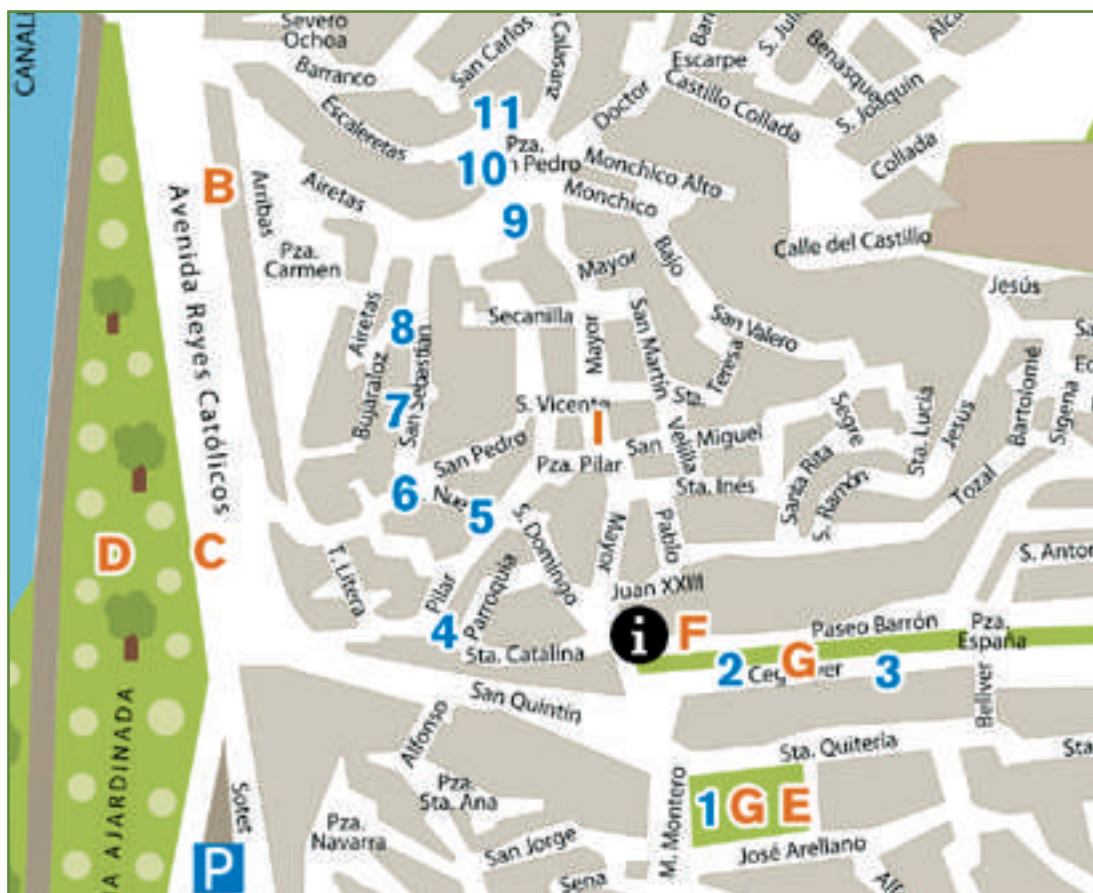 CANAL
Severo
Ochoa
San Carlos
Calasanz
Escarpe
Benasque
Barranco
Castillo Collada
S. Joaquín
Escaleretas
11
Doctor
Pza.
10
Pedro
Monchico Alto
Collada
B
Airetas
Arribas
Monchico
9
Avenida Reyes Católicos
Pza.
Carmen
Mayor
Bajo
Calle del Castillo
Jesús
Airetas
8
Secanilla
Mayor
San Martín
San Valero
San Sebastián
Teresa
Sta.
Bujaraloz
7
S. Vicente
I
Velilla
Segre
Sta. Lucía
Jesus
Bartolomé
Sigena
San Pedro
San
Miguel
Pza. Pilar
6
5
Sta. Inés
Santa Rita
S. Ramón
Tozal
S. Domingo
Mayor
Pablo
D
C
T. Litera
Pilar
Parroquia
S. Anton
Juan XXIII
4
i
F
Paseo Barrón
Pza.
España
Sta. Catalina
2
G
3
San Quintín
Belliver
Alfonso
Sta. Quiteria
Sta.
A AJARDINADA
Sotet
Pza.
Sta. Ana
M. Montero
1
G
E
Pza.
Navarra
San Jorge
José Arellano
P
Sena